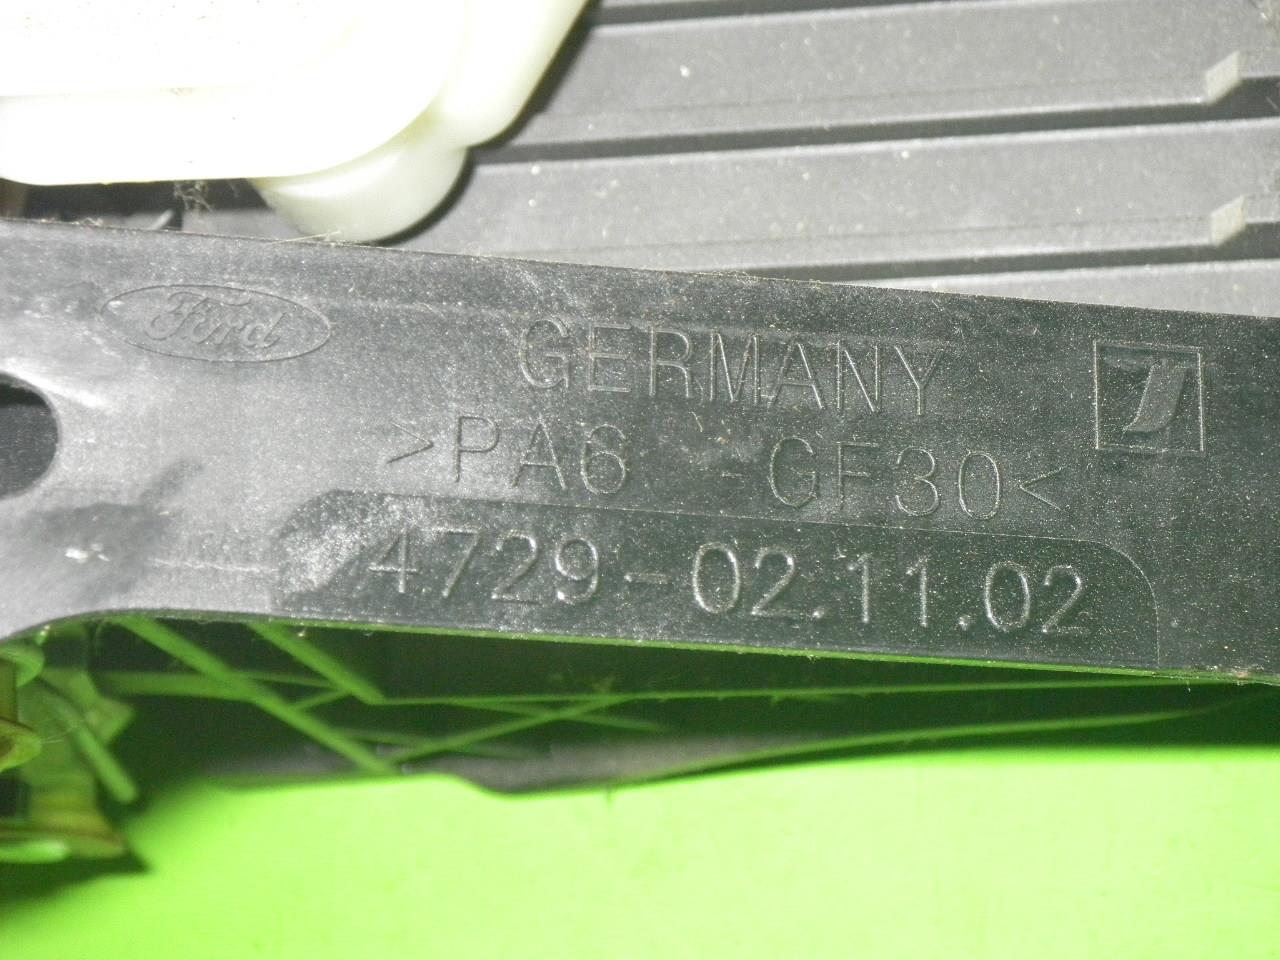 Ford
GERMANY
>PA6 -GF30<
4729-02.11.02